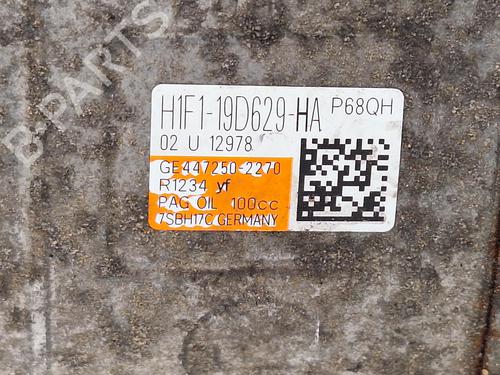 B-PARTS
H1F1-19D629-HA P68QH
02 U 12978
GE447250-2270
R1234 yf
PAG OIL 100cc
7SBH17C GERMANY